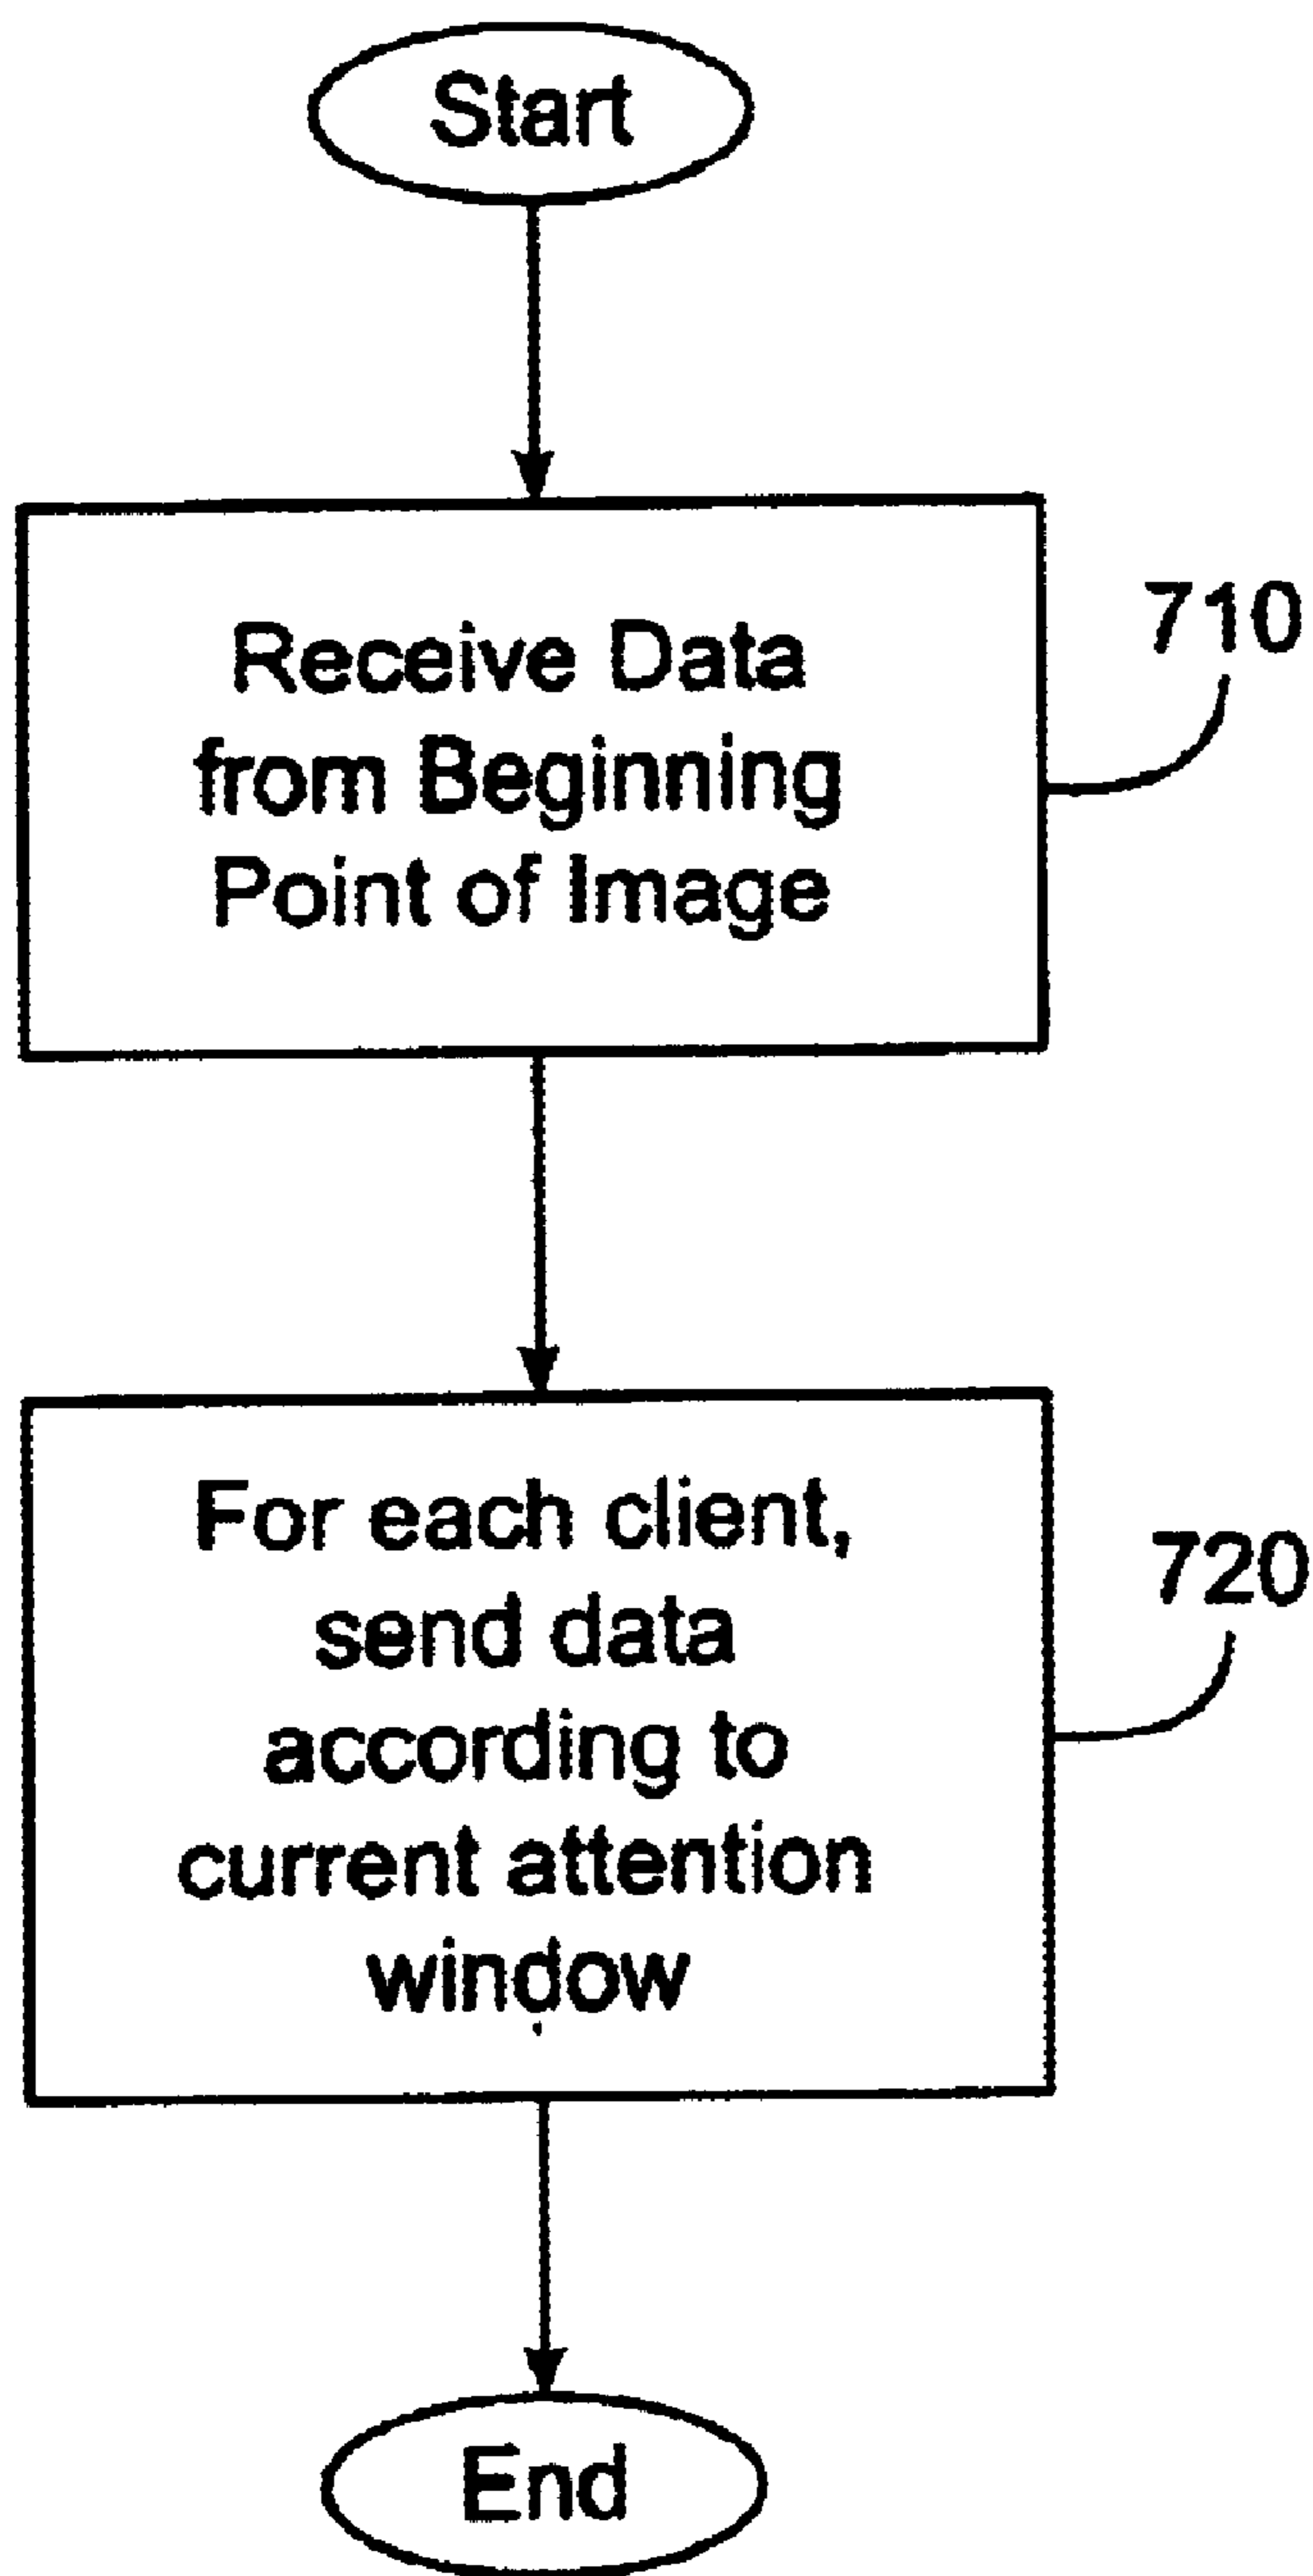 Start
Receive Data
from Beginning
Point of Image
710
For each client,
send data
according to
current attention
window
720
End